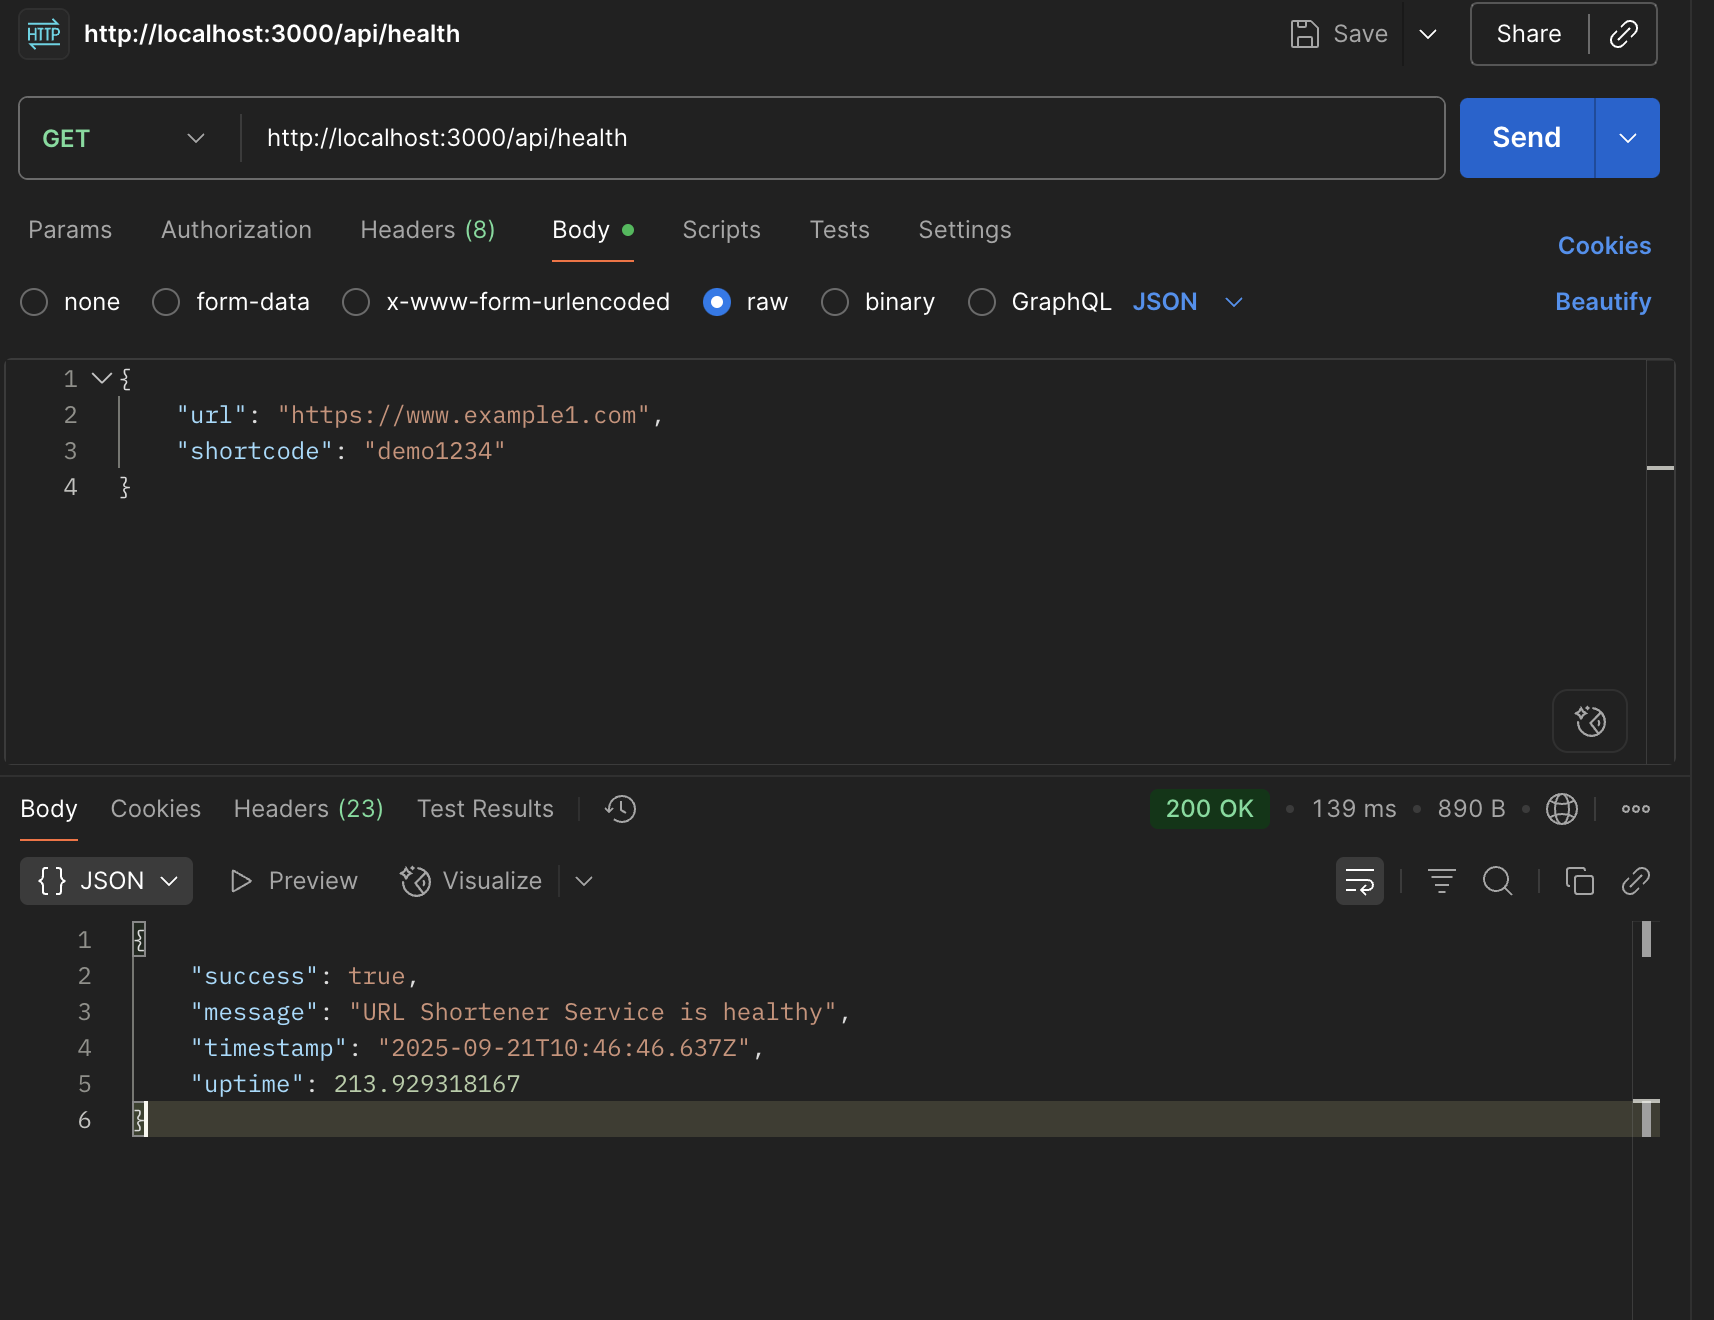 HTTP http://localhost:3000/api/health Save Share
GET http://localhost:3000/api/health Send
Params Authorization Headers (8) Body Scripts Tests Settings Cookies
none form-data x-www-form-urlencoded raw binary GraphQL JSON Beautify
1 {
2 "url": "https://www.example1.com",
3 "shortcode": "demo1234"
4 }
Body Cookies Headers (23) Test Results 200 OK 139 ms 890 B
{} JSON Preview Visualize
1 {
2 "success": true,
3 "message": "URL Shortener Service is healthy",
4 "timestamp": "2025-09-21T10:46:46.637Z",
5 "uptime": 213.929318167
6 }